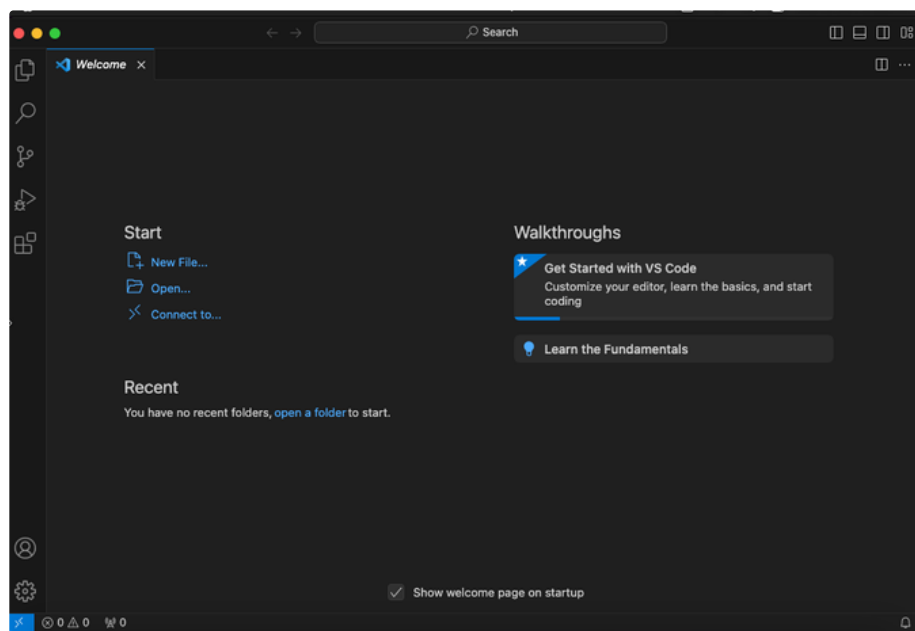 Search
Welcome
Start
New File...
Open...
Connect to...
Recent
You have no recent folders, open a folder to start.
Walkthroughs
Get Started with VS Code
Customize your editor, learn the basics, and start
coding
Learn the Fundamentals
Show welcome page on startup
0 0 0